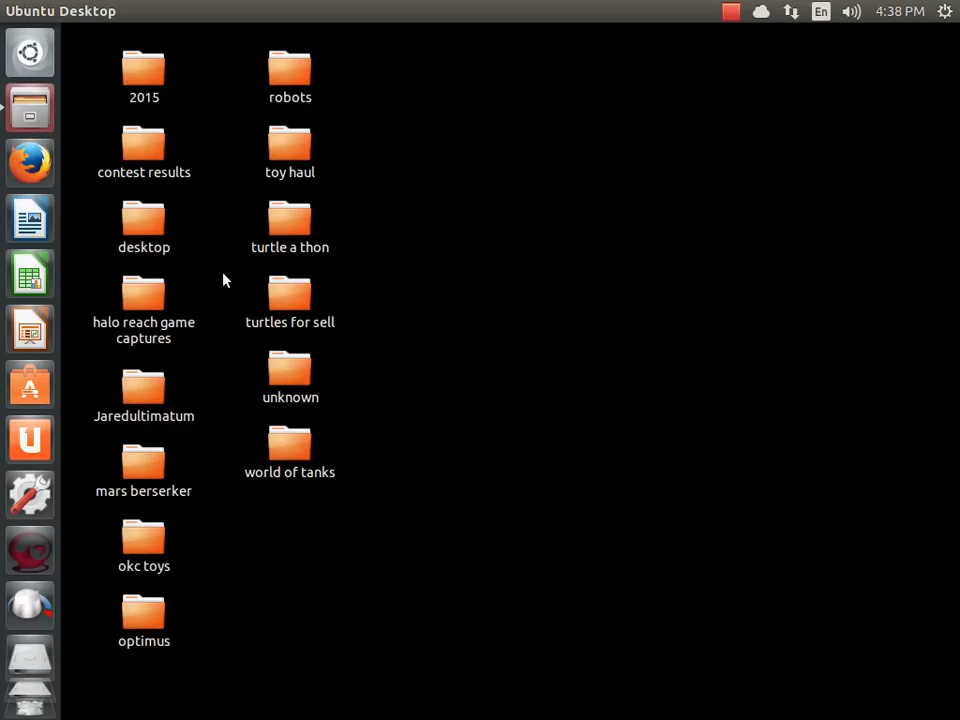 Ubuntu Desktop
En
4:38 PM
2015
robots
contest results
toy haul
desktop
turtle a thon
halo reach game
captures
turtles for sell
Jaredultimatum
unknown
mars berserker
world of tanks
okc toys
optimus